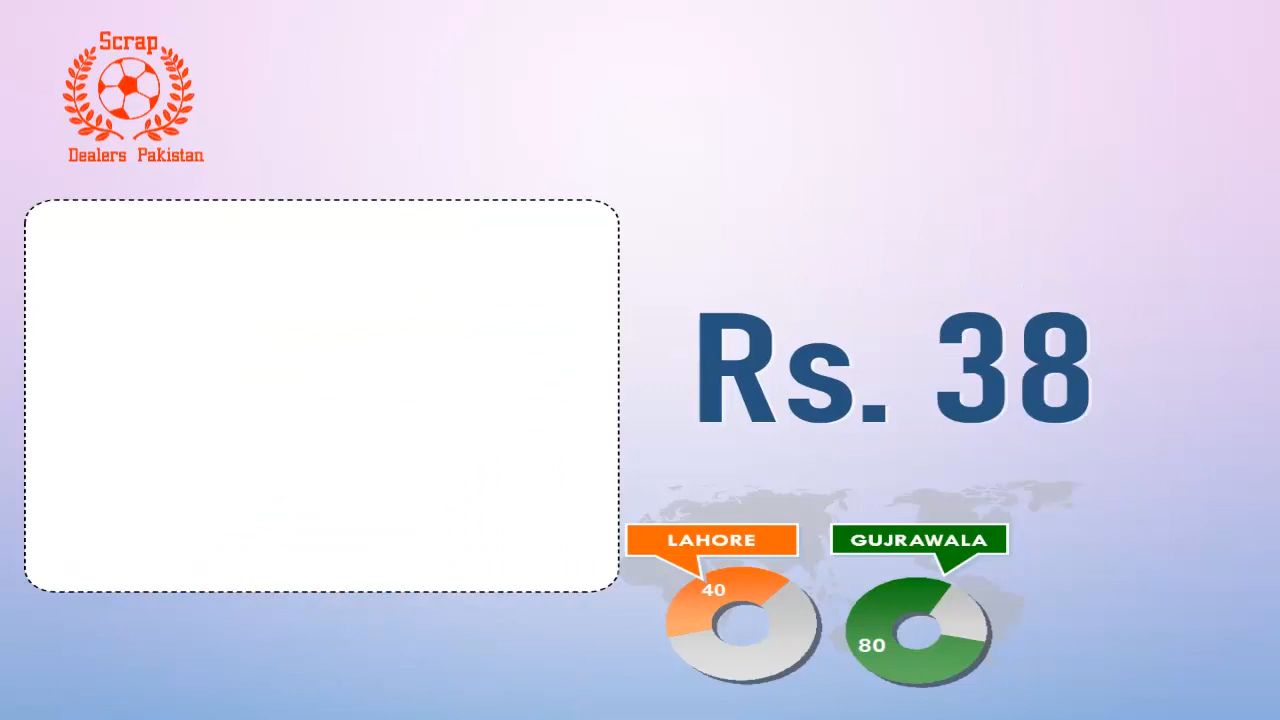 Scrap
Dealers Pakistan
Rs. 38
LAHORE
GUJRAWALA
40
80